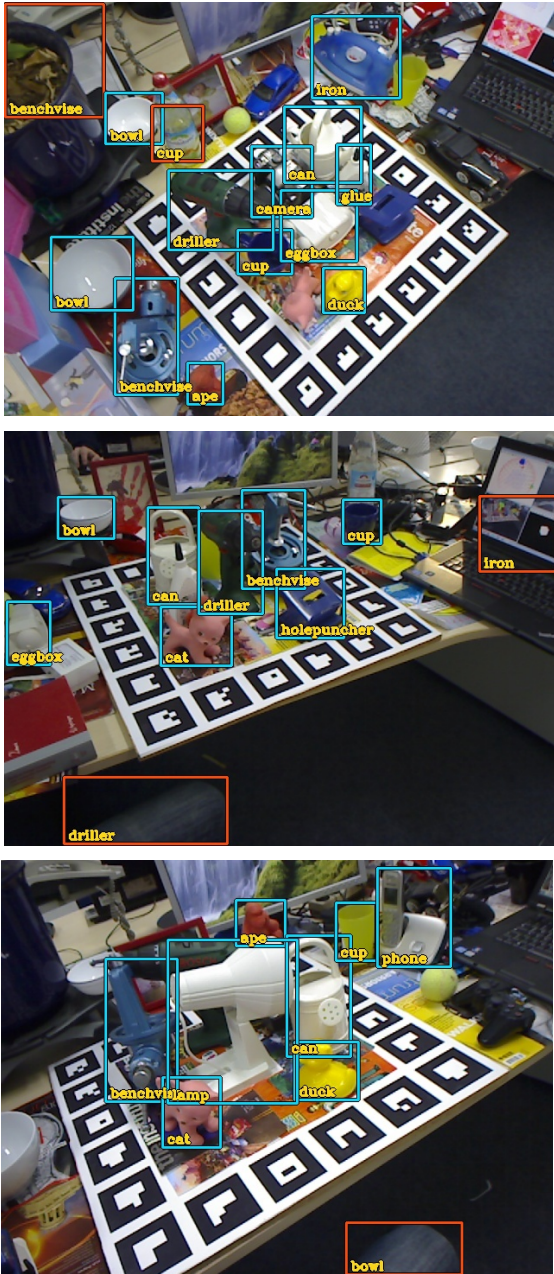 benchvise
iron
bowl
cup
can
glue
camera
driller
cup
eggbox
bowl
duck
benchvise
ape
bowl
cup
iron
can
benchvise
driller
holepuncher
cat
eggbox
driller
ape
cup
phone
can
benchvise
lamp
duck
cat
bowl